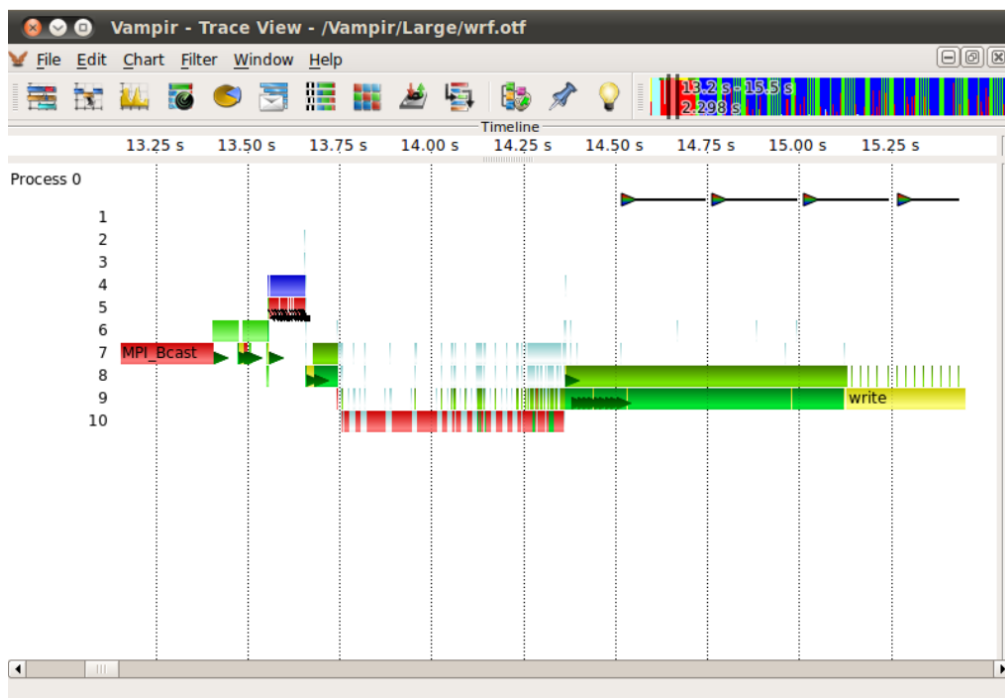 Vampir - Trace View - /Vampir/Large/wrf.otf
File Edit Chart Filter Window Help
13.2 s - 15.5 s
2.298 s
Timeline
13.25 s 13.50 s 13.75 s 14.00 s 14.25 s 14.50 s 14.75 s 15.00 s 15.25 s
Process 0
1
2
3
4
5
6
7 MPI_Bcast
8
9 write
10